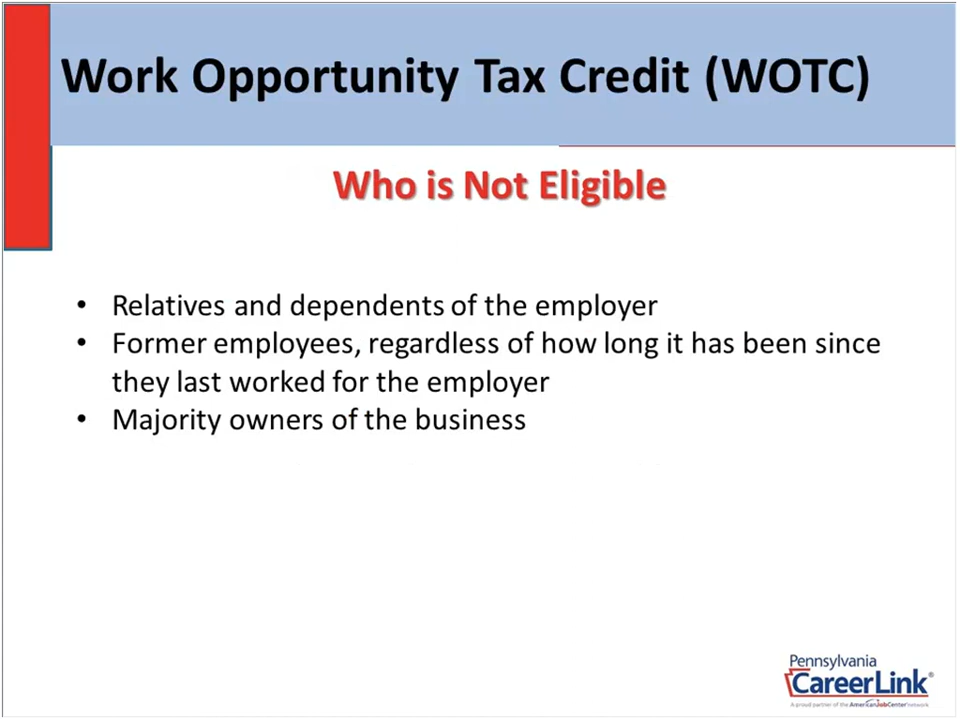 Work Opportunity Tax Credit (WOTC)
Who is Not Eligible
• Relatives and dependents of the employer
• Former employees, regardless of how long it has been since
they last worked for the employer
• Majority owners of the business
Pennsylvania
CareerLink®
A proud partner of the AmericanJobCenter network